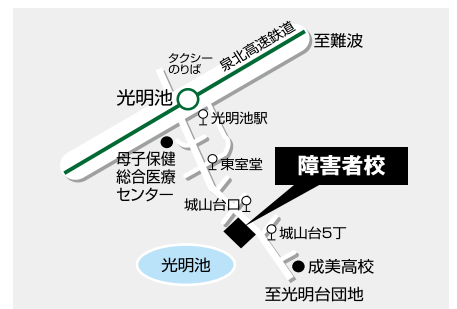 泉北高速鉄道
至難波
タクシー
のりば
光明池
光明池駅
母子保健
総合医療
センター
東室堂
障害者校
城山台口
城山台5丁
光明池
成美高校
至光明台団地